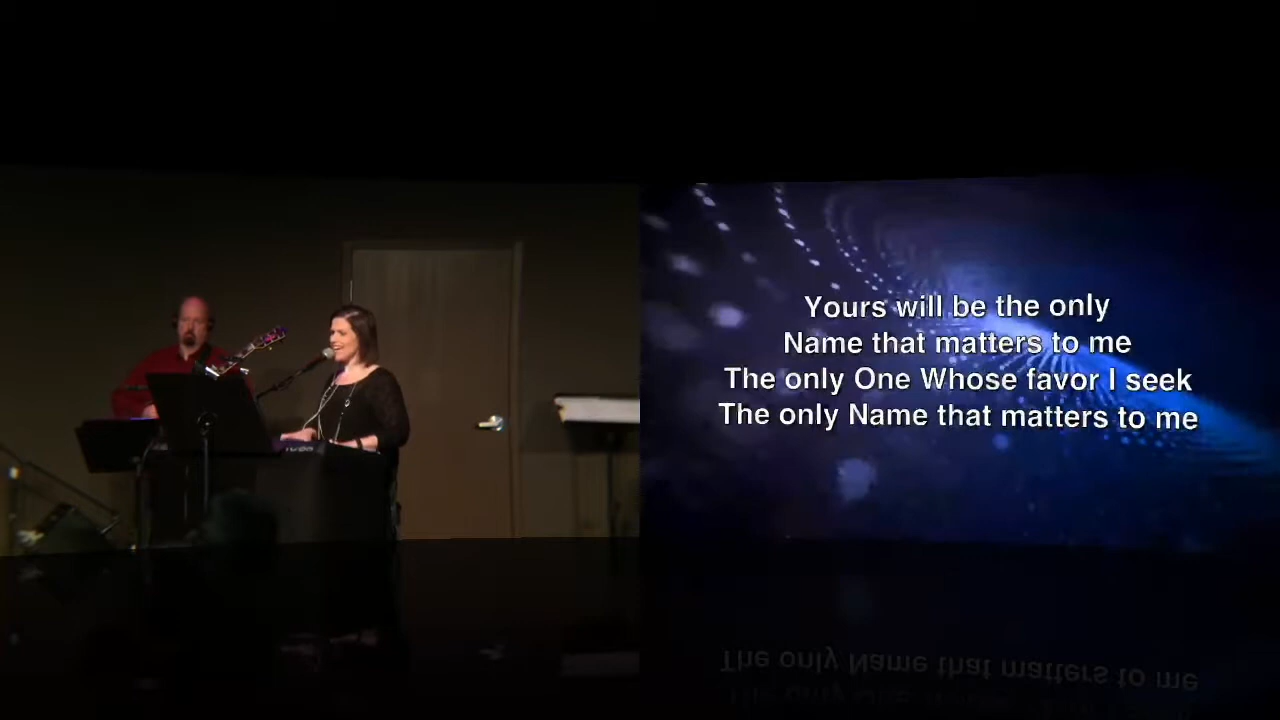 Yours will be the only
Name that matters to me
The only One Whose favor I seek
The only Name that matters to me